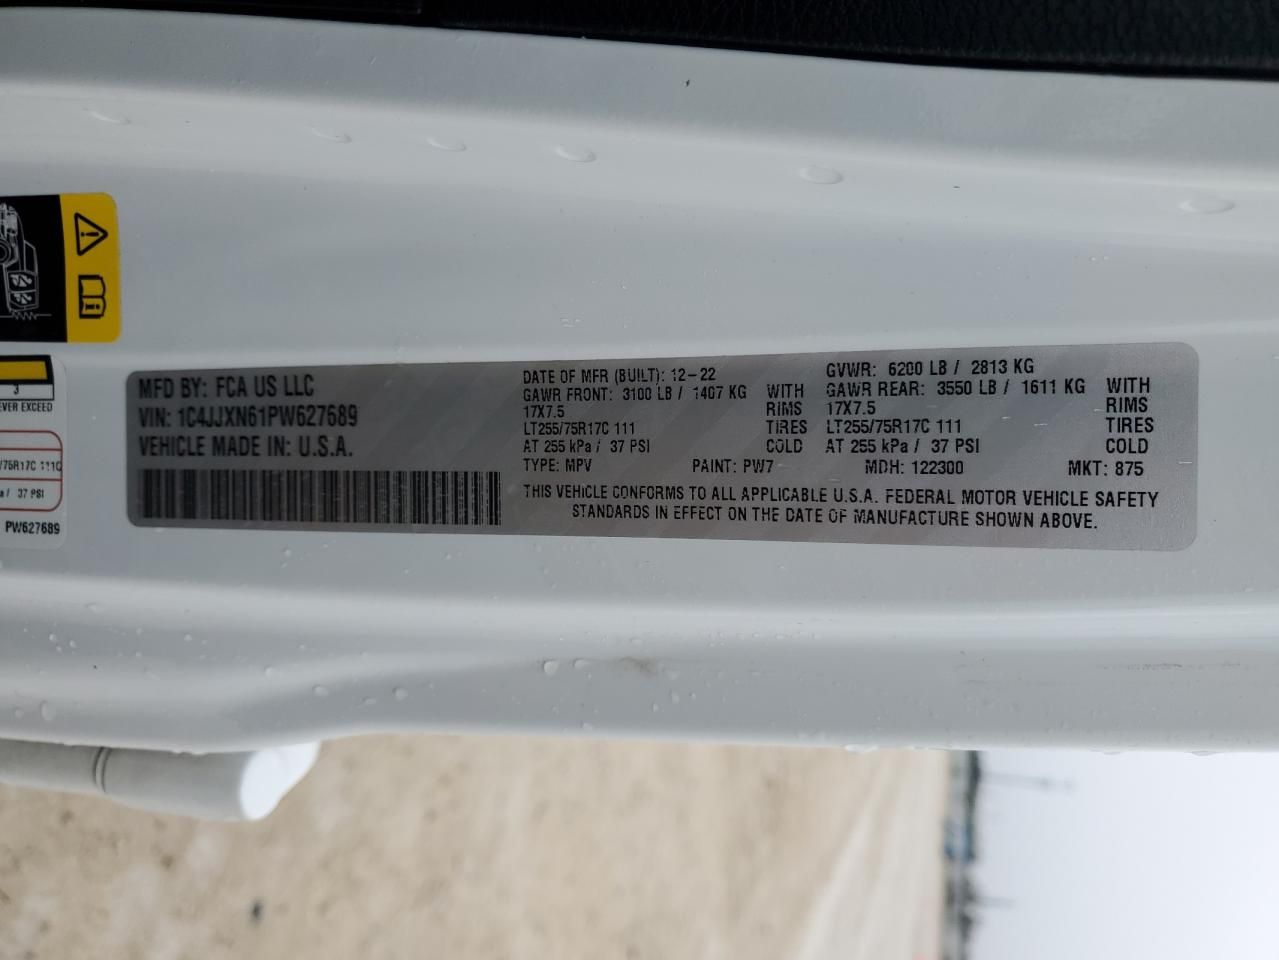 3
EVER EXCEED
/75R17C 111C
a / 37 PSI
PW627689
MFD BY: FCA US LLC
VIN: 1C4JJXN61PW627689
VEHICLE MADE IN: U.S.A.
DATE OF MFR (BUILT): 12-22
GAWR FRONT: 3100 LB / 1407 KG WITH
17X7.5 RIMS
LT255/75R17C 111 TIRES
AT 255 kPa / 37 PSI COLD
TYPE: MPV PAINT: PW7
GVWR: 6200 LB / 2813 KG
GAWR REAR: 3550 LB / 1611 KG WITH
17X7.5 RIMS
LT255/75R17C 111 TIRES
AT 255 kPa / 37 PSI COLD
MDH: 122300 MKT: 875
THIS VEHICLE CONFORMS TO ALL APPLICABLE U.S.A. FEDERAL MOTOR VEHICLE SAFETY
STANDARDS IN EFFECT ON THE DATE OF MANUFACTURE SHOWN ABOVE.